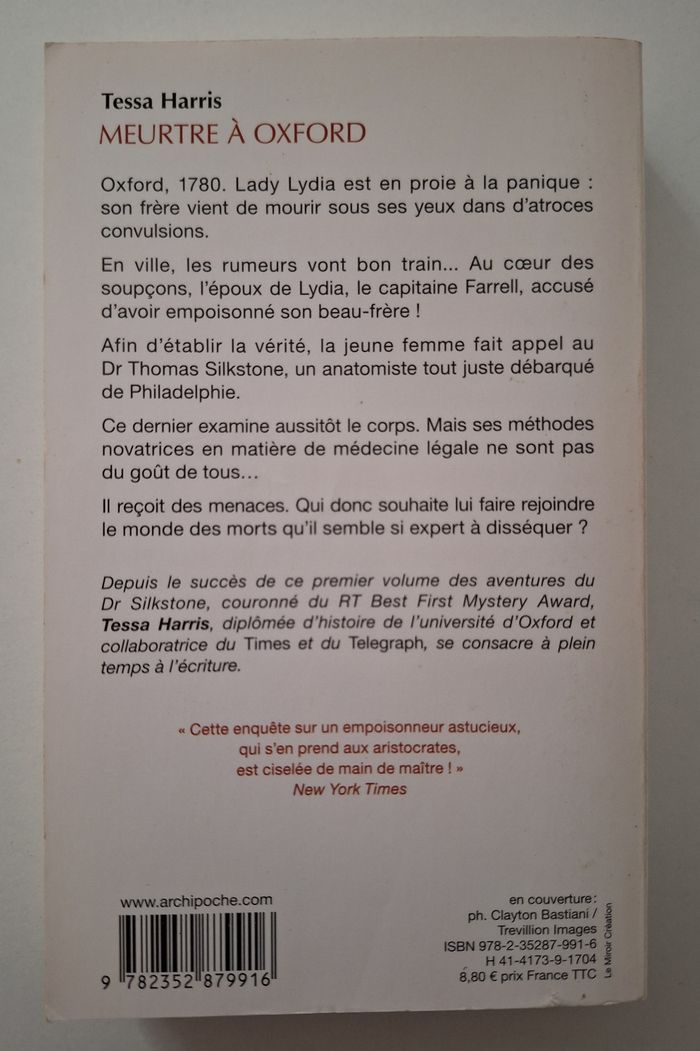 Tessa Harris
MEURTRE À OXFORD
Oxford, 1780. Lady Lydia est en proie à la panique :
son frère vient de mourir sous ses yeux dans d'atroces
convulsions.
En ville, les rumeurs vont bon train... Au cœur des
soupçons, l'époux de Lydia, le capitaine Farrell, accusé
d'avoir empoisonné son beau-frère !
Afin d'établir la vérité, la jeune femme fait appel au
Dr Thomas Silkstone, un anatomiste tout juste débarqué
de Philadelphie.
Ce dernier examine aussitôt le corps. Mais ses méthodes
novatrices en matière de médecine légale ne sont pas
du goût de tous...
Il reçoit des menaces. Qui donc souhaite lui faire rejoindre
le monde des morts qu'il semble si expert à disséquer ?
Depuis le succès de ce premier volume des aventures du
Dr Silkstone, couronné du RT Best First Mystery Award,
Tessa Harris, diplômée d'histoire de l'université d'Oxford et
collaboratrice du Times et du Telegraph, se consacre à plein
temps à l'écriture.
« Cette enquête sur un empoisonneur astucieux,
qui s'en prend aux aristocrates,
est ciselée de main de maître ! »
New York Times
www.archipoche.com
9 782352 879916
en couverture :
ph. Clayton Bastiani /
Trevillion Images
ISBN 978-2-35287-991-6
H 41-4173-9-1704
8,80 € prix France TTC
Le Miroir Création